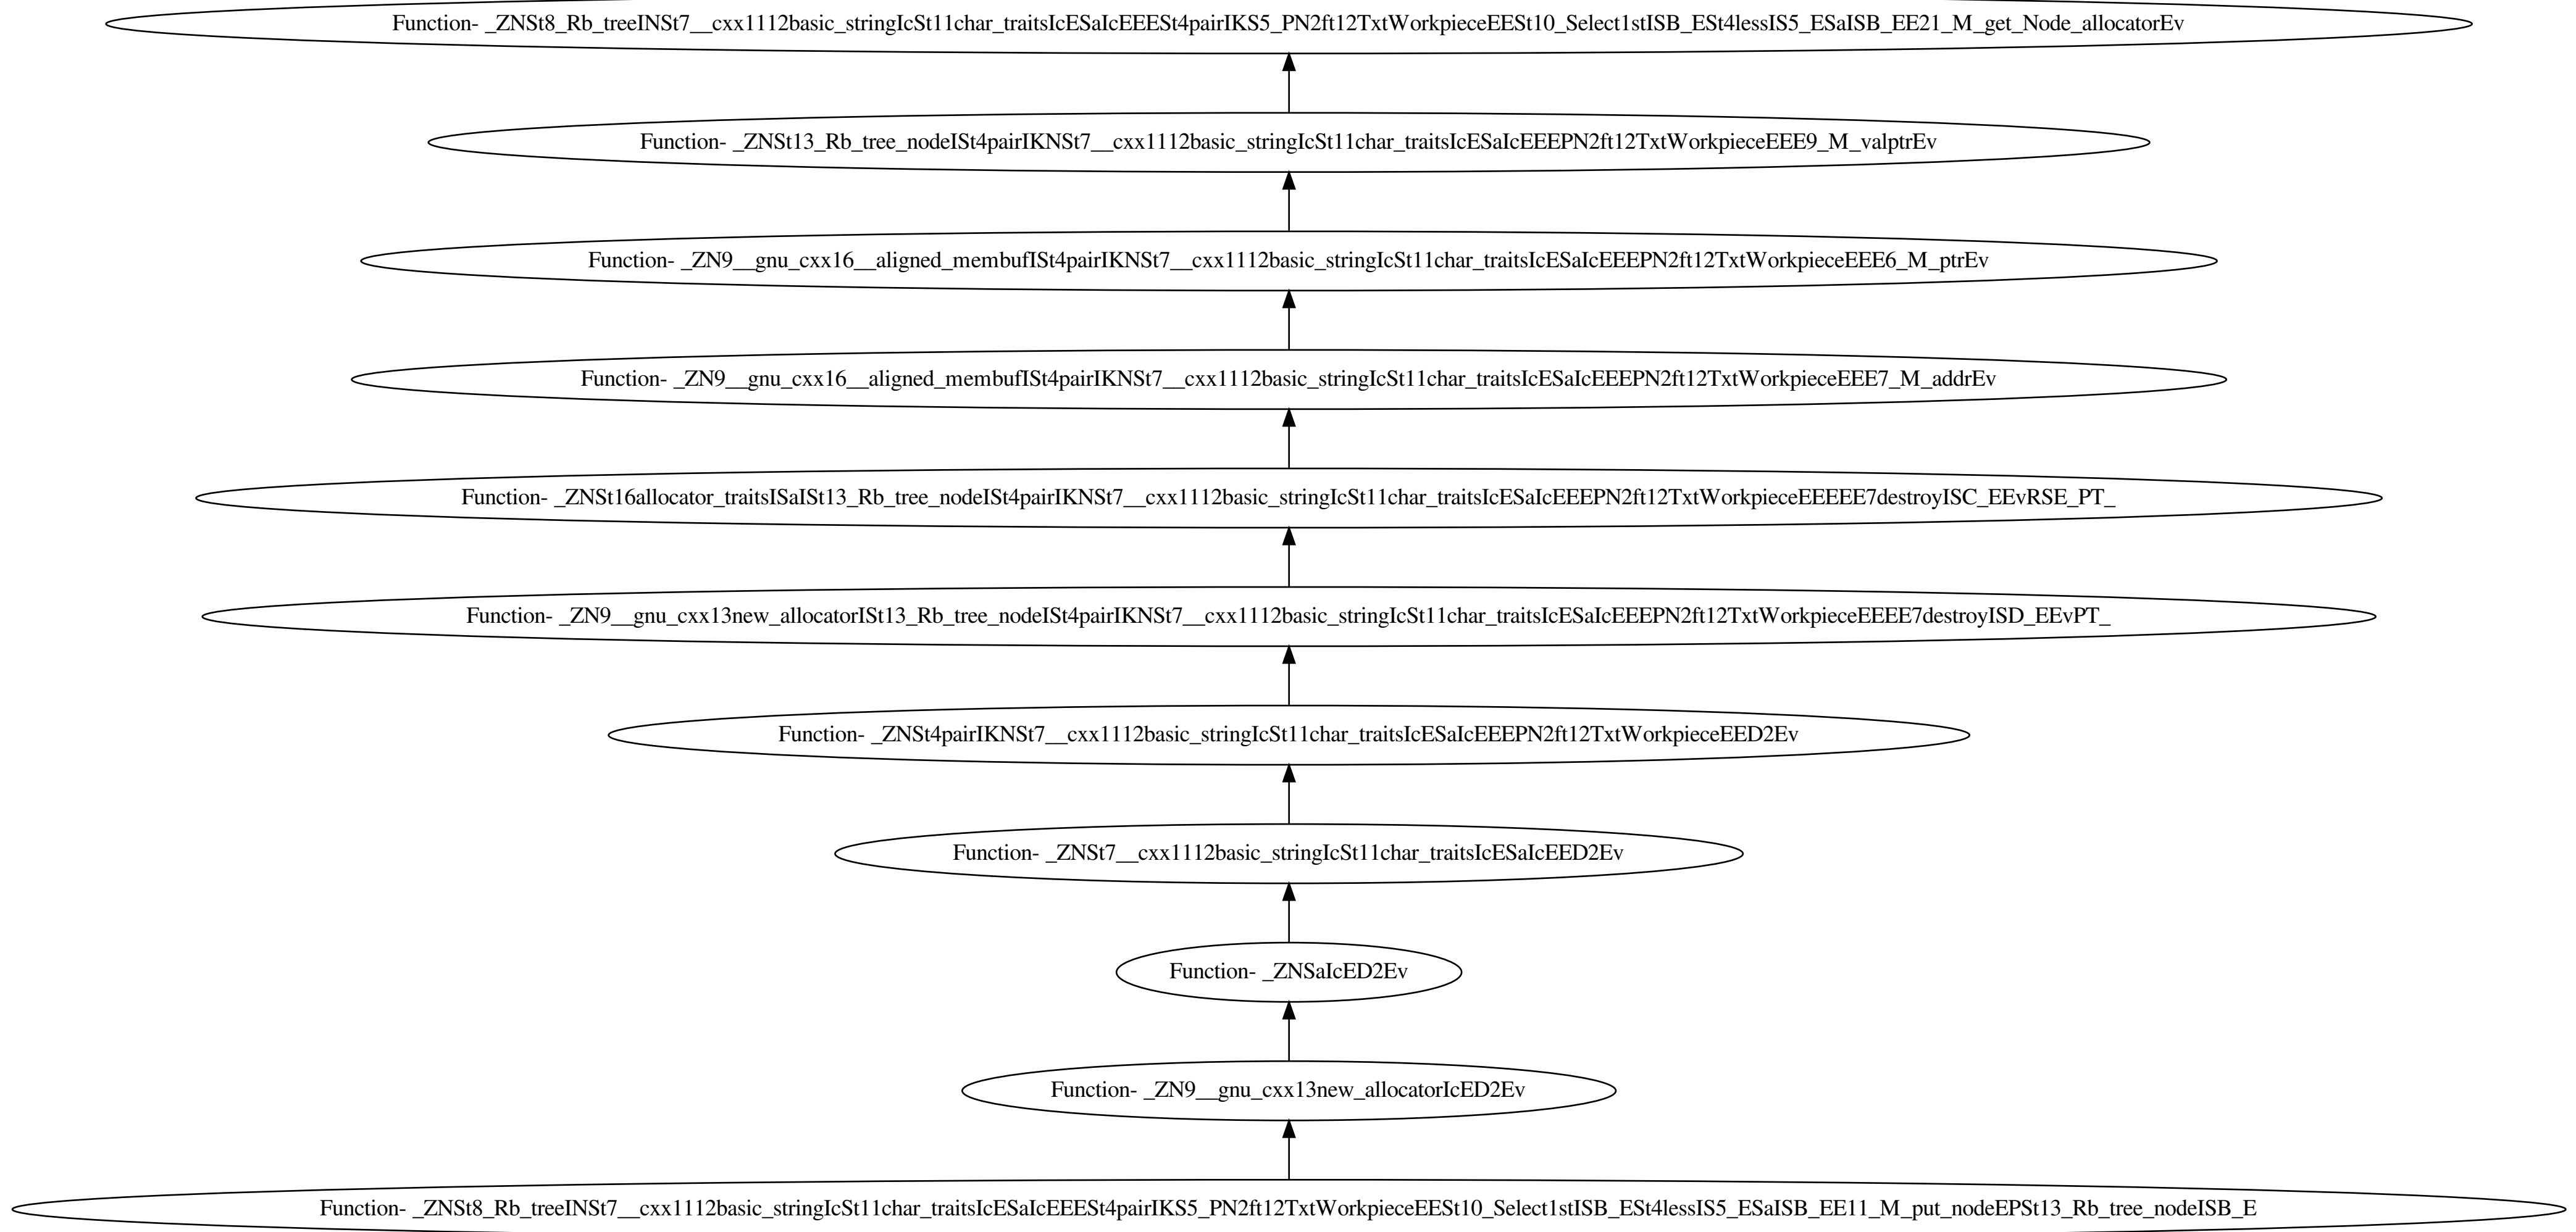 Function- _ZNSt8_Rb_treeINSt7__cxx1112basic_stringIcSt11char_traitsIcESaIcEEESt4pairIKS5_PN2ft12TxtWorkpieceEESt10_Select1stISB_ESt4lessIS5_ESaISB_EE21_M_get_Node_allocatorEv
Function- _ZNSt13_Rb_tree_nodeISt4pairIKNSt7__cxx1112basic_stringIcSt11char_traitsIcESaIcEEEPN2ft12TxtWorkpieceEEE9_M_valptrEv
Function- _ZN9__gnu_cxx16__aligned_membufISt4pairIKNSt7__cxx1112basic_stringIcSt11char_traitsIcESaIcEEEPN2ft12TxtWorkpieceEEE6_M_ptrEv
Function- _ZN9__gnu_cxx16__aligned_membufISt4pairIKNSt7__cxx1112basic_stringIcSt11char_traitsIcESaIcEEEPN2ft12TxtWorkpieceEEE7_M_addrEv
Function- _ZNSt16allocator_traitsISaISt13_Rb_tree_nodeISt4pairIKNSt7__cxx1112basic_stringIcSt11char_traitsIcESaIcEEEPN2ft12TxtWorkpieceEEEEE7destroyISC_EEvRSE_PT_
Function- _ZN9__gnu_cxx13new_allocatorISt13_Rb_tree_nodeISt4pairIKNSt7__cxx1112basic_stringIcSt11char_traitsIcESaIcEEEPN2ft12TxtWorkpieceEEEE7destroyISD_EEvPT_
Function- _ZNSt4pairIKNSt7__cxx1112basic_stringIcSt11char_traitsIcESaIcEEEPN2ft12TxtWorkpieceEED2Ev
Function- _ZNSt7__cxx1112basic_stringIcSt11char_traitsIcESaIcEED2Ev
Function- _ZNSaIcED2Ev
Function- _ZN9__gnu_cxx13new_allocatorIcED2Ev
Function- _ZNSt8_Rb_treeINSt7__cxx1112basic_stringIcSt11char_traitsIcESaIcEEESt4pairIKS5_PN2ft12TxtWorkpieceEESt10_Select1stISB_ESt4lessIS5_ESaISB_EE11_M_put_nodeEPSt13_Rb_tree_nodeISB_E